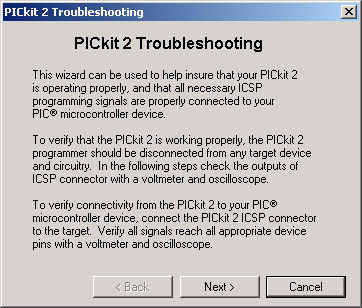 PICkit 2 Troubleshooting
PICkit 2 Troubleshooting
This wizard can be used to help insure that your PICkit 2
is operating properly, and that all necessary ICSP
programming signals are properly connected to your
PIC® microcontroller device.
To verify that the PICkit 2 is working properly, the PICkit 2
programmer should be disconnected from any target device
and circuitry. In the following steps check the outputs of
ICSP connector with a voltmeter and oscilloscope.
To verify connectivity from the PICkit 2 to your PIC®
microcontroller device, connect the PICkit 2 ICSP connector
to the target. Verify all signals reach all appropriate device
pins with a voltmeter and oscilloscope.
< Back Next > Cancel